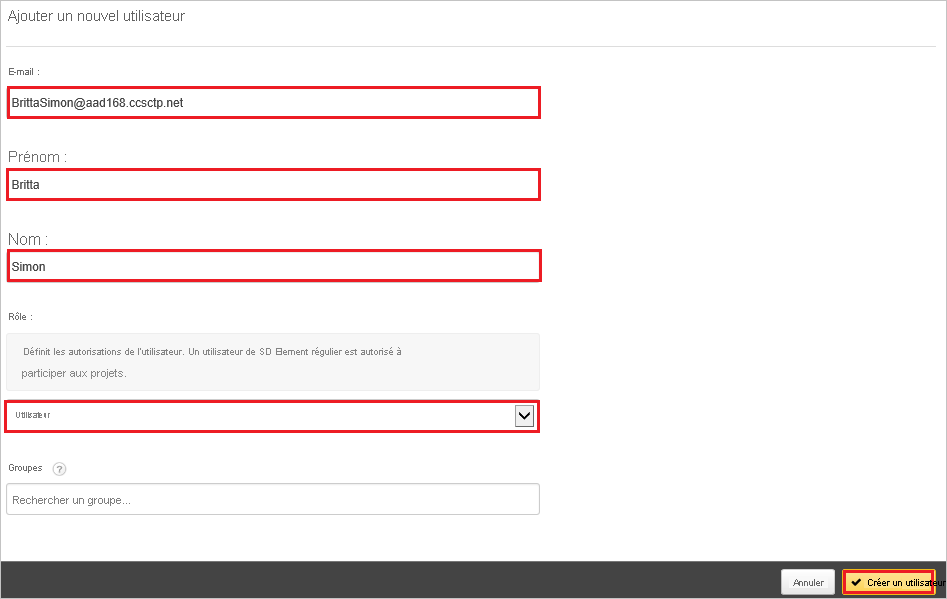 Ajouter un nouvel utilisateur
E-mail :
BrittaSimon@aad168.ccsctp.net
Prénom :
Britta
Nom :
Simon
Rôle :
Définit les autorisations de l'utilisateur. Un utilisateur de SD Element régulier est autorisé à
participer aux projets.
Utilisateur
Groupes ?
Rechercher un groupe...
Annuler
Créer un utilisateur